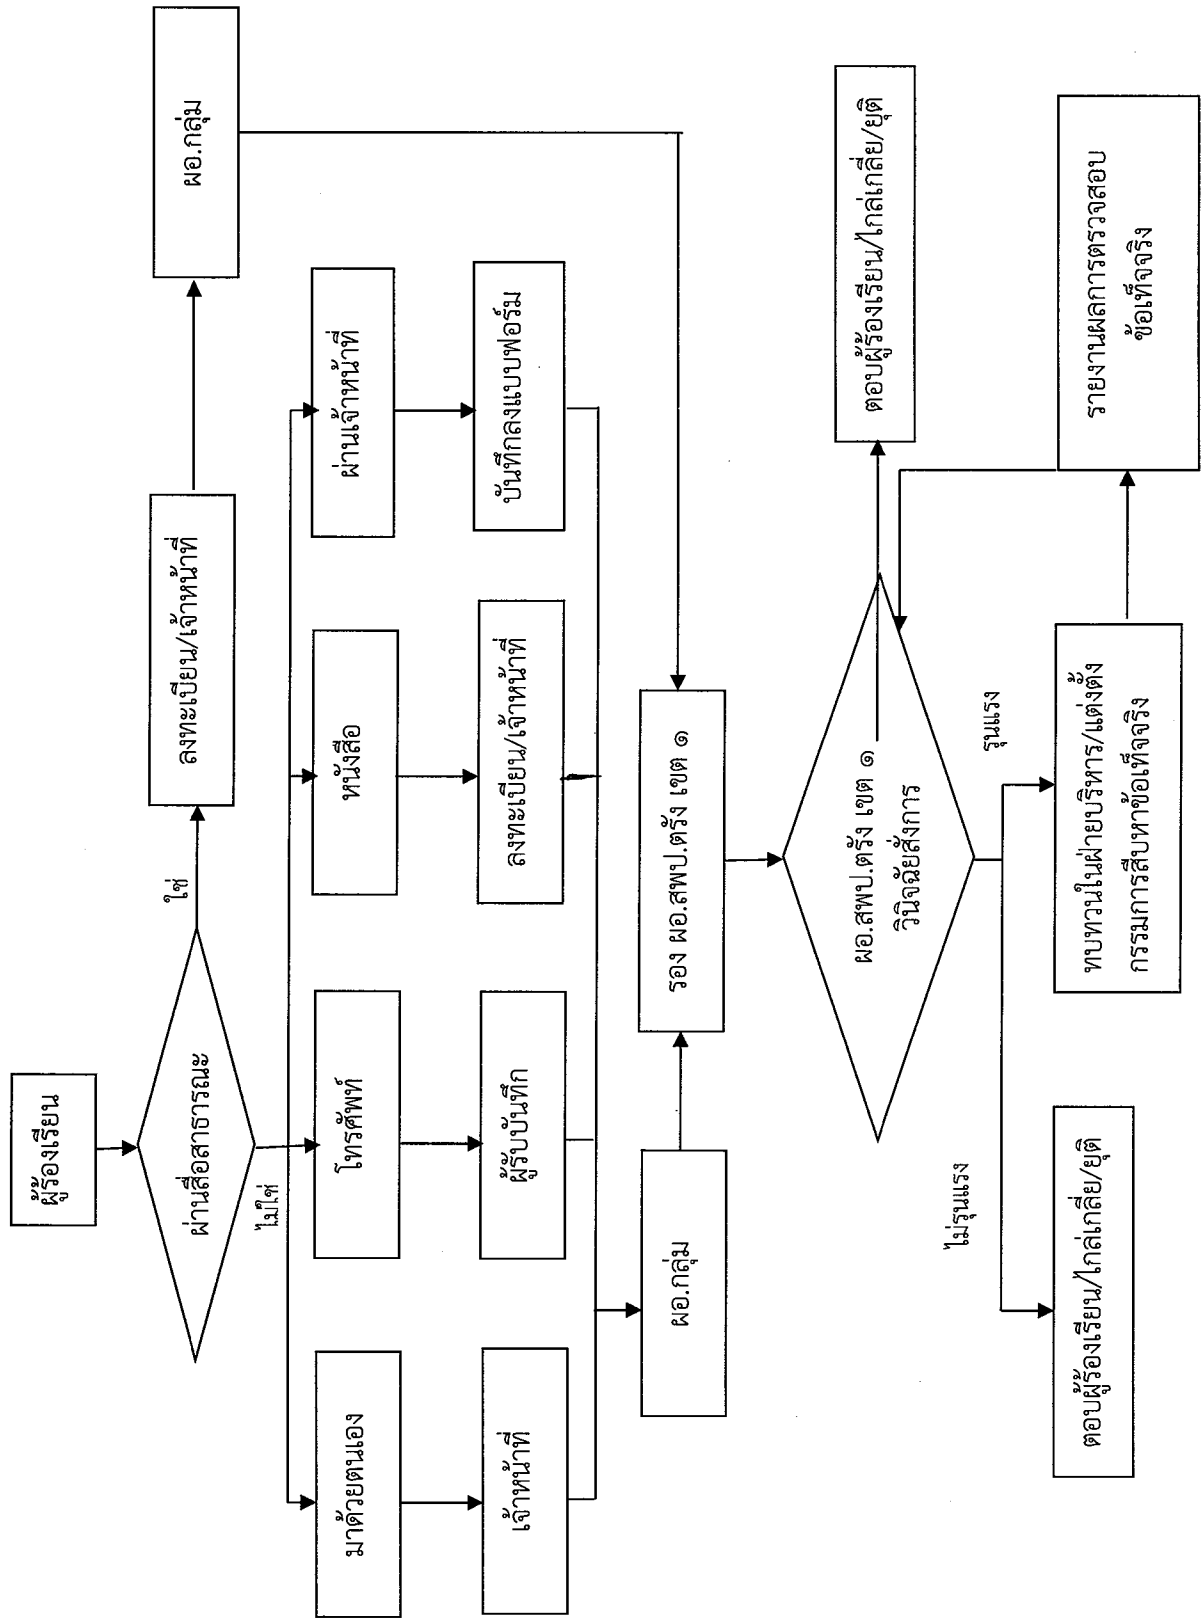 ผู้ร้องเรียน
ผ่านสื่อสาธารณะ
ใช่
ลงทะเบียน/เจ้าหน้าที่
ผอ.กลุ่ม
ไม่ใช่
มาด้วยตนเอง
โทรศัพท์
หนังสือ
ผ่านเจ้าหน้าที่
เจ้าหน้าที่
ผู้รับบันทึก
ลงทะเบียน/เจ้าหน้าที่
บันทึกลงแบบฟอร์ม
ผอ.กลุ่ม
รอง ผอ.สพป.ตรัง เขต ๑
ผอ.สพป.ตรัง เขต ๑
วินิจฉัยสั่งการ
ตอบผู้ร้องเรียน/ไกล่เกลี่ย/ยุติ
ไม่รุนแรง
รุนแรง
ตอบผู้ร้องเรียน/ไกล่เกลี่ย/ยุติ
ทบทวนในฝ่ายบริหาร/แต่งตั้ง
กรรมการสืบหาข้อเท็จจริง
รายงานผลการตรวจสอบ
ข้อเท็จจริง